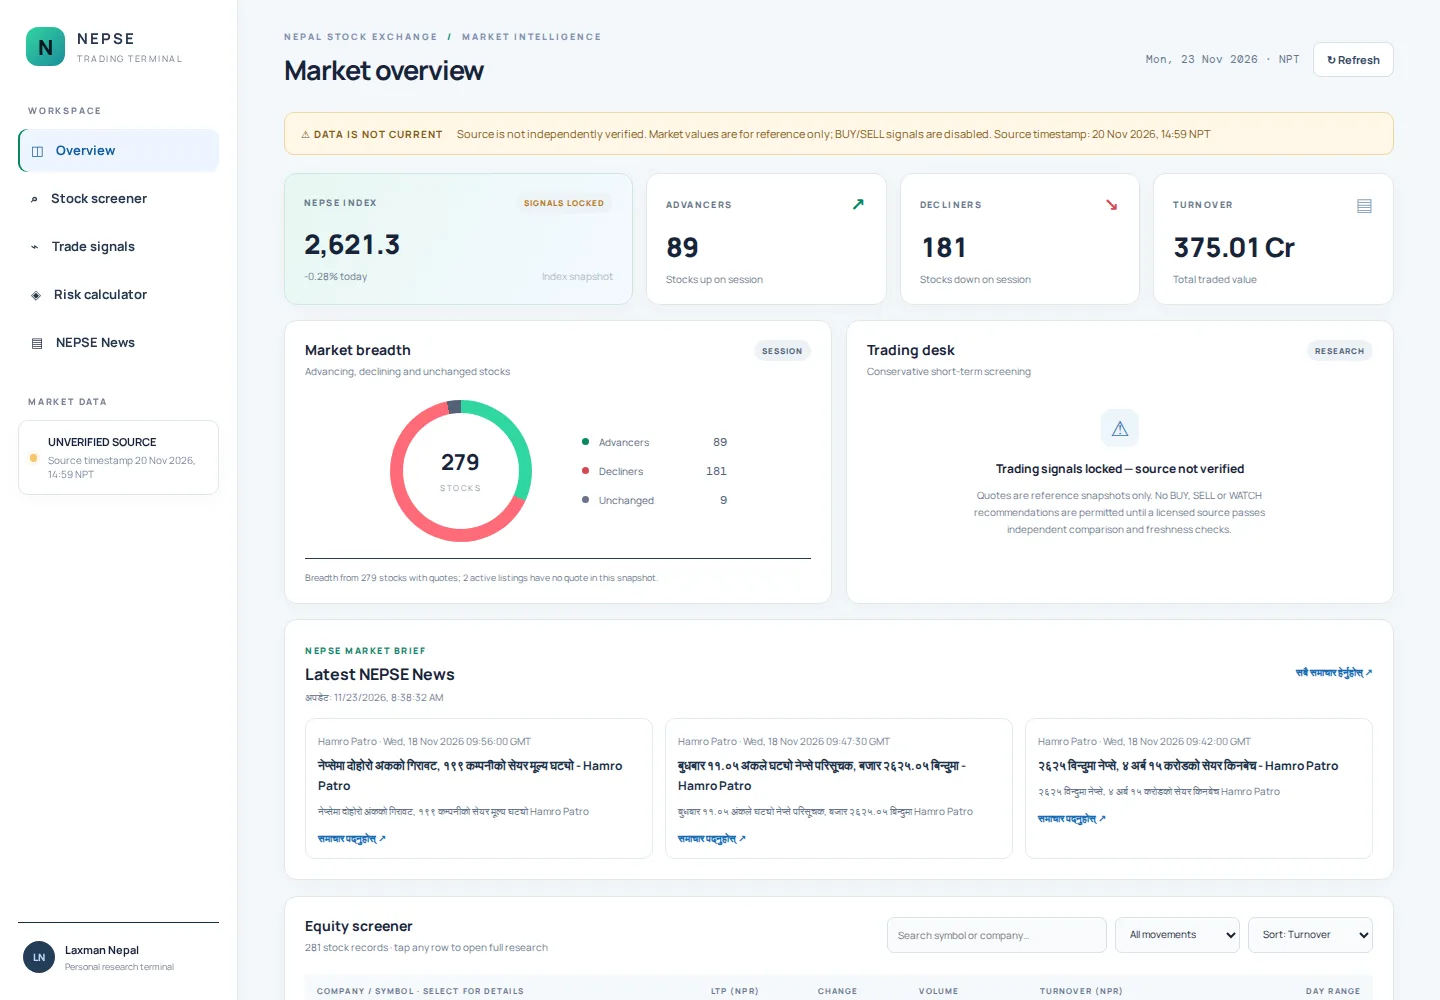 N
NEPSE
TRADING TERMINAL
WORKSPACE
Overview
Stock screener
Trade signals
Risk calculator
NEPSE News
MARKET DATA
UNVERIFIED SOURCE
Source timestamp 20 Nov 2026,
14:59 NPT
LN
Laxman Nepal
Personal research terminal
NEPAL STOCK EXCHANGE / MARKET INTELLIGENCE
Market overview
Mon, 23 Nov 2026 · NPT
↻ Refresh
⚠ DATA IS NOT CURRENT Source is not independently verified. Market values are for reference only; BUY/SELL signals are disabled. Source timestamp: 20 Nov 2026, 14:59 NPT
NEPSE INDEX
SIGNALS LOCKED
2,621.3
-0.28% today
Index snapshot
ADVANCERS ↗
89
Stocks up on session
DECLINERS ↘
181
Stocks down on session
TURNOVER
375.01 Cr
Total traded value
Market breadth
SESSION
Advancing, declining and unchanged stocks
279
STOCKS
Advancers 89
Decliners 181
Unchanged 9
Breadth from 279 stocks with quotes; 2 active listings have no quote in this snapshot.
Trading desk
RESEARCH
Conservative short-term screening
⚠
Trading signals locked — source not verified
Quotes are reference snapshots only. No BUY, SELL or WATCH
recommendations are permitted until a licensed source passes
independent comparison and freshness checks.
NEPSE MARKET BRIEF
Latest NEPSE News
सबै समाचार हेर्नुहोस् ↗
अपडेट: 11/23/2026, 8:38:32 AM
Hamro Patro · Wed, 18 Nov 2026 09:56:00 GMT
नेप्सेमा दोहोरो अंकको गिरावट, १९९ कम्पनीको सेयर मूल्य घट्यो - Hamro
Patro
नेप्सेमा दोहोरो अंकको गिरावट, १९९ कम्पनीको सेयर मूल्य घट्यो Hamro Patro
समाचार पढ्नुहोस् ↗
Hamro Patro · Wed, 18 Nov 2026 09:47:30 GMT
बुधबार ११.०५ अंकले घट्यो नेप्से परिसूचक, बजार २६२५.०५ बिन्दुमा -
Hamro Patro
बुधबार ११.०५ अंकले घट्यो नेप्से परिसूचक, बजार २६२५.०५ बिन्दुमा Hamro Patro
समाचार पढ्नुहोस् ↗
Hamro Patro · Wed, 18 Nov 2026 09:42:00 GMT
२६२५ विन्दुमा नेप्से, ४ अर्ब १५ करोडको सेयर किनबेच - Hamro Patro
२६२५ विन्दुमा नेप्से, ४ अर्ब १५ करोडको सेयर किनबेच Hamro Patro
समाचार पढ्नुहोस् ↗
Equity screener
281 stock records · tap any row to open full research
Search symbol or company...
All movements
Sort: Turnover
COMPANY / SYMBOL · SELECT FOR DETAILS LTP (NPR) CHANGE VOLUME TURNOVER (NPR) DAY RANGE